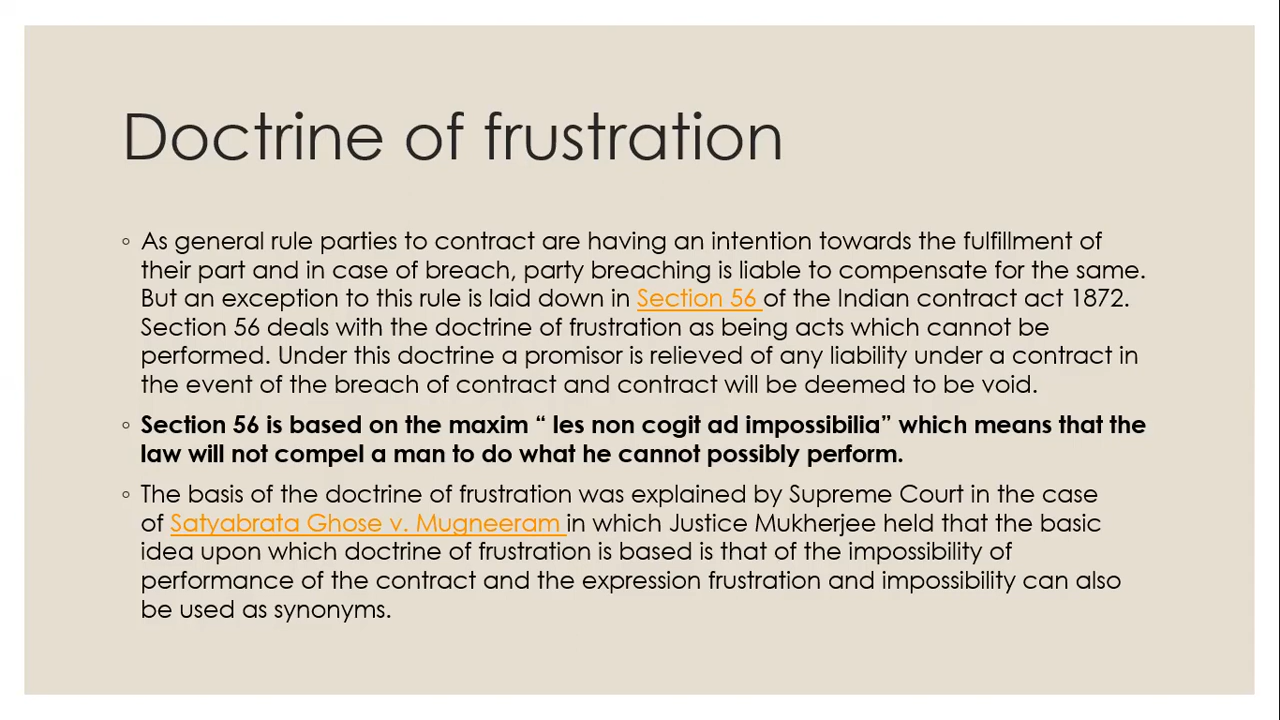 Doctrine of frustration
◦ As general rule parties to contract are having an intention towards the fulfillment of
their part and in case of breach, party breaching is liable to compensate for the same.
But an exception to this rule is laid down in Section 56 of the Indian contract act 1872.
Section 56 deals with the doctrine of frustration as being acts which cannot be
performed. Under this doctrine a promisor is relieved of any liability under a contract in
the event of the breach of contract and contract will be deemed to be void.
◦ Section 56 is based on the maxim “ les non cogit ad impossibilia” which means that the
law will not compel a man to do what he cannot possibly perform.
◦ The basis of the doctrine of frustration was explained by Supreme Court in the case
of Satyabrata Ghose v. Mugneeram in which Justice Mukherjee held that the basic
idea upon which doctrine of frustration is based is that of the impossibility of
performance of the contract and the expression frustration and impossibility can also
be used as synonyms.